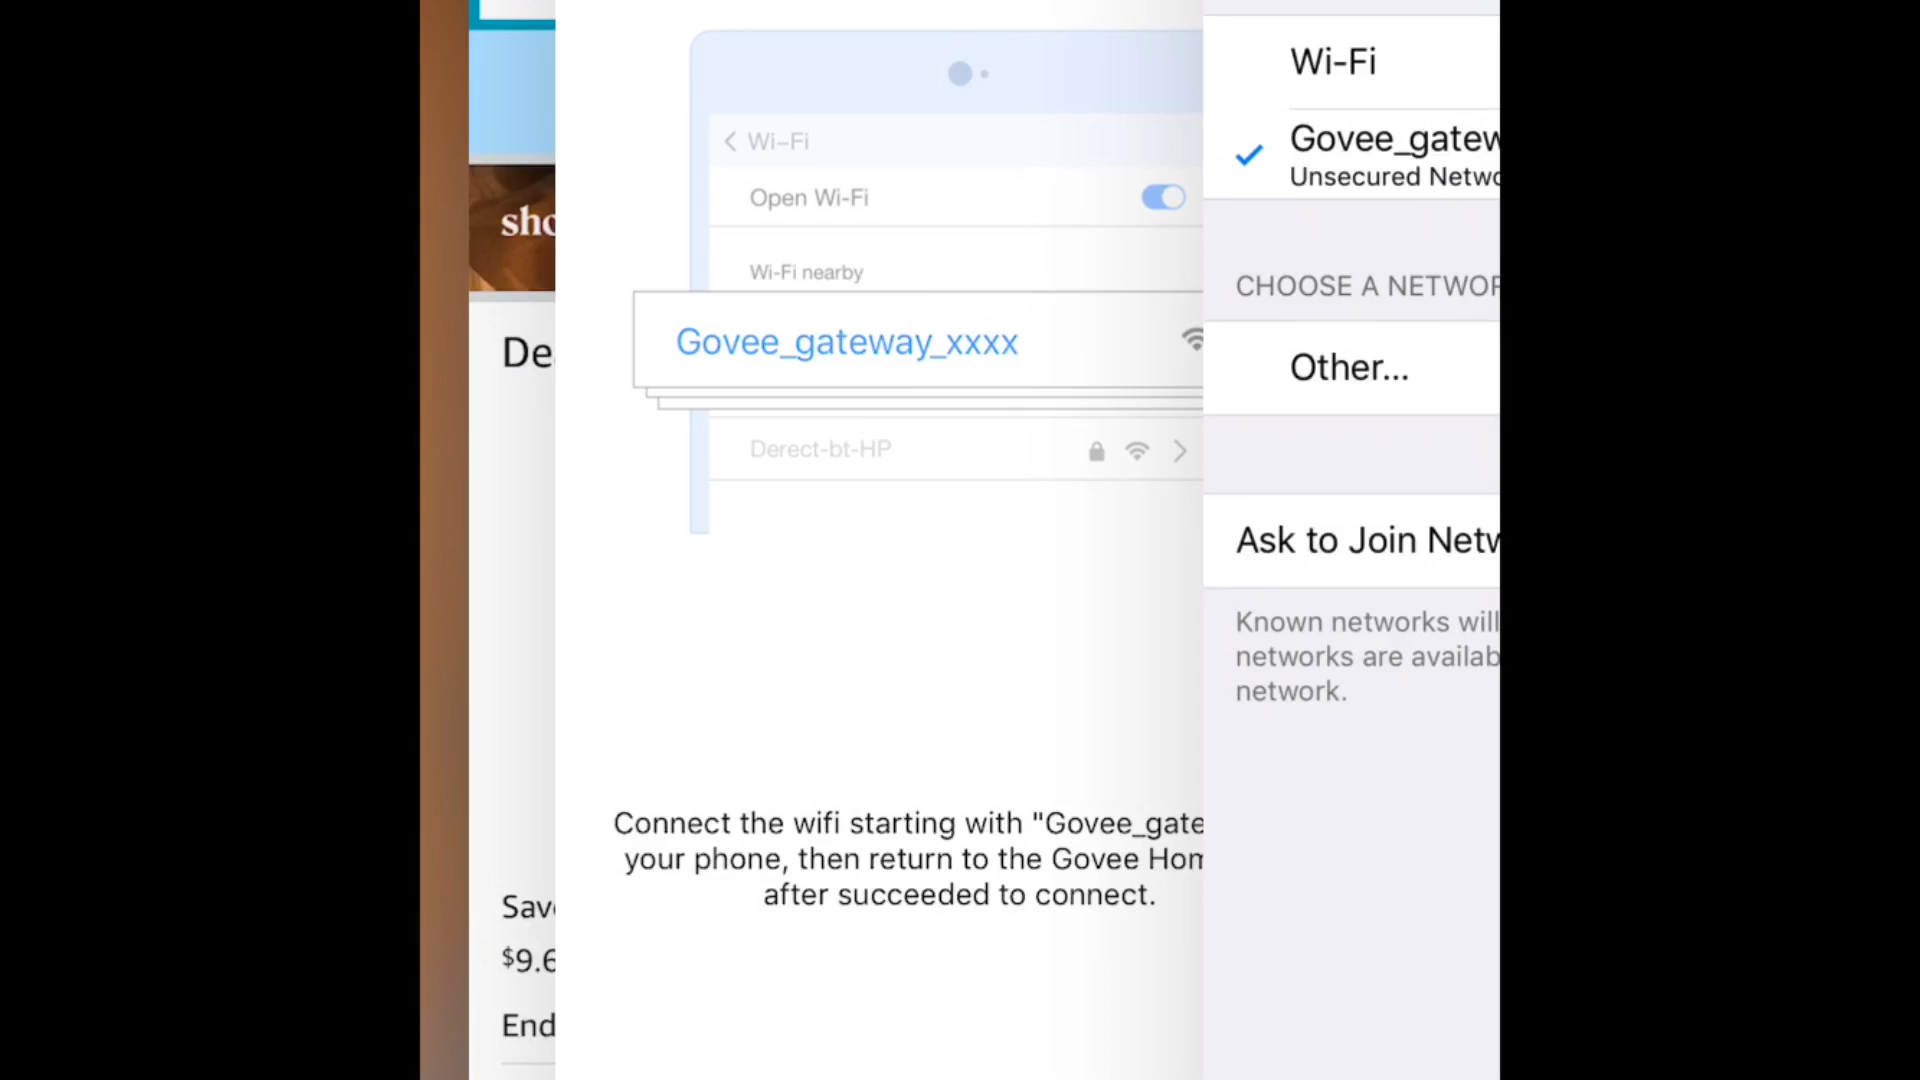 sho
De
Save
$9.6
End
Wi-Fi
Open Wi-Fi
Wi-Fi nearby
Govee_gateway_xxxx
Derect-bt-HP
Connect the wifi starting with "Govee_gate
your phone, then return to the Govee Hom
after succeeded to connect.
Wi-Fi
Govee_gatew
Unsecured Netwo
CHOOSE A NETWOR
Other...
Ask to Join Netw
Known networks will
networks are availab
network.